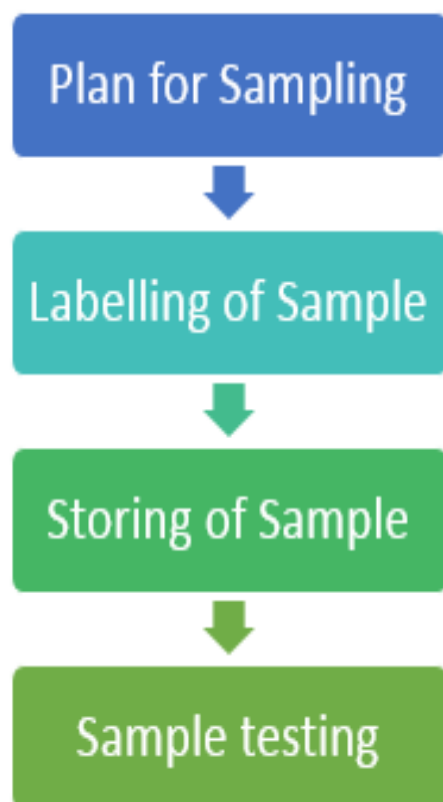 Plan for Sampling
Labelling of Sample
Storing of Sample
Sample testing